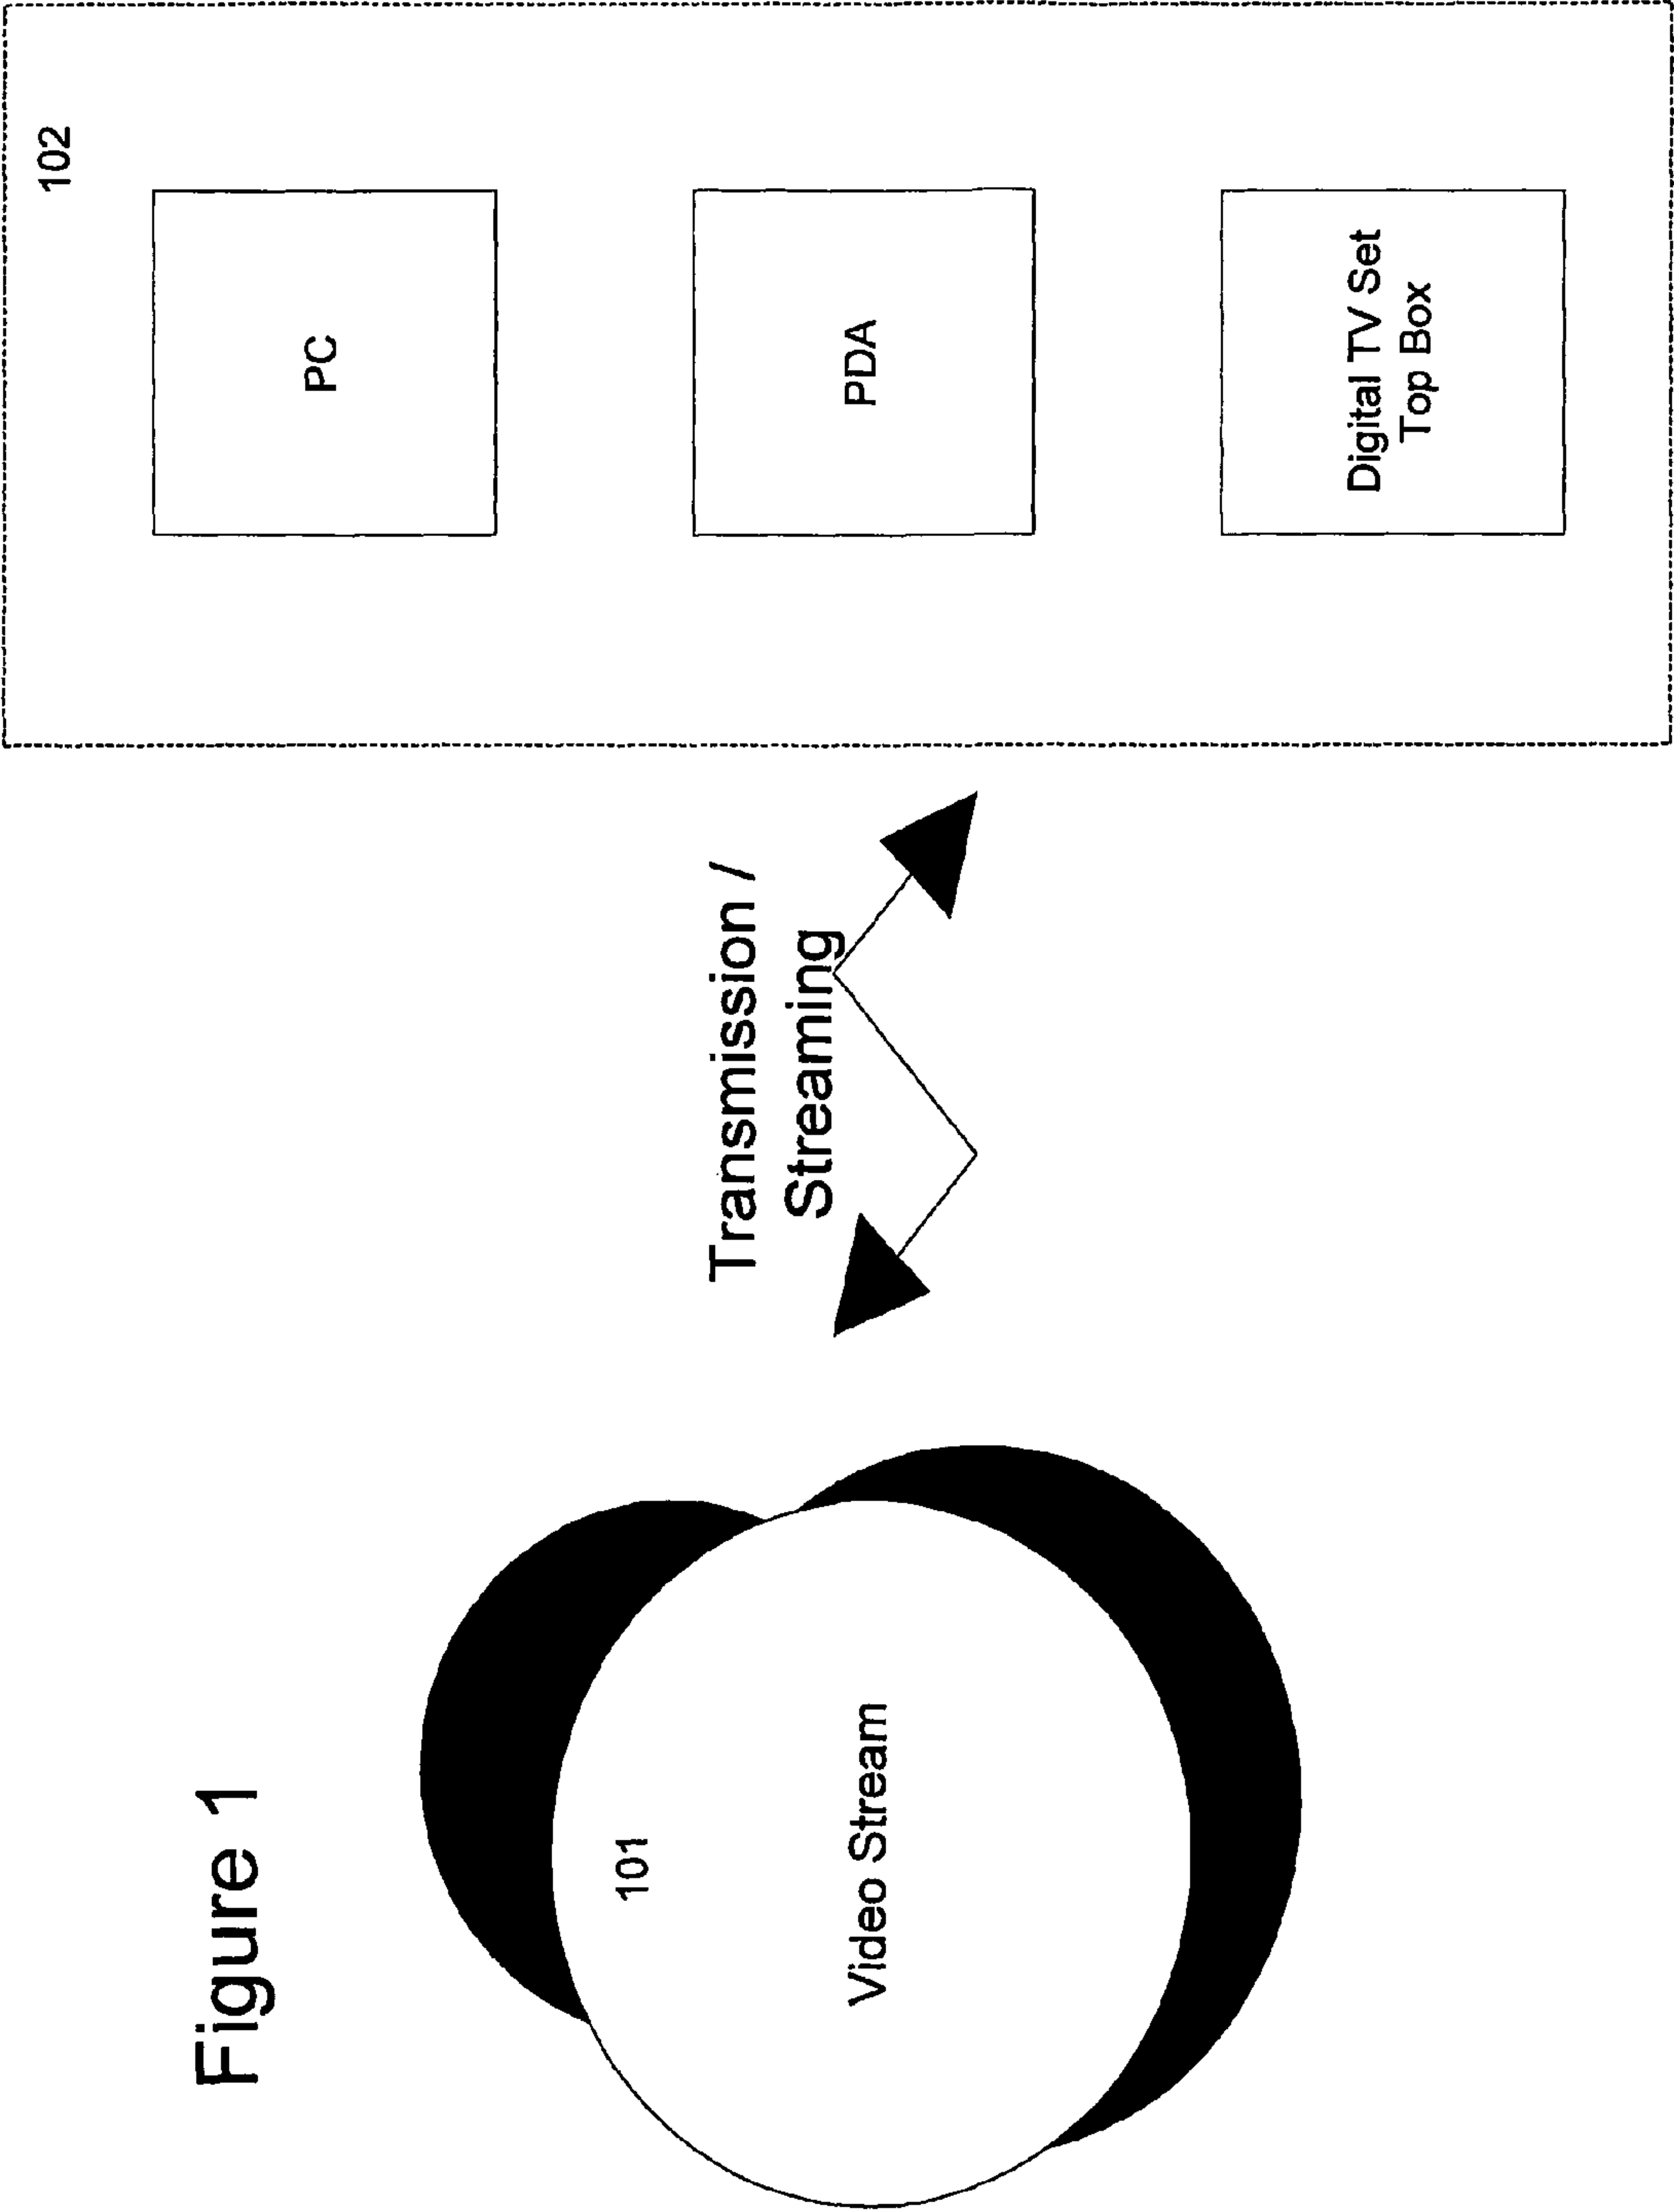 Figure 1
101
Video Stream
Transmission /
Streaming
102
PC
PDA
Digital TV Set
Top Box